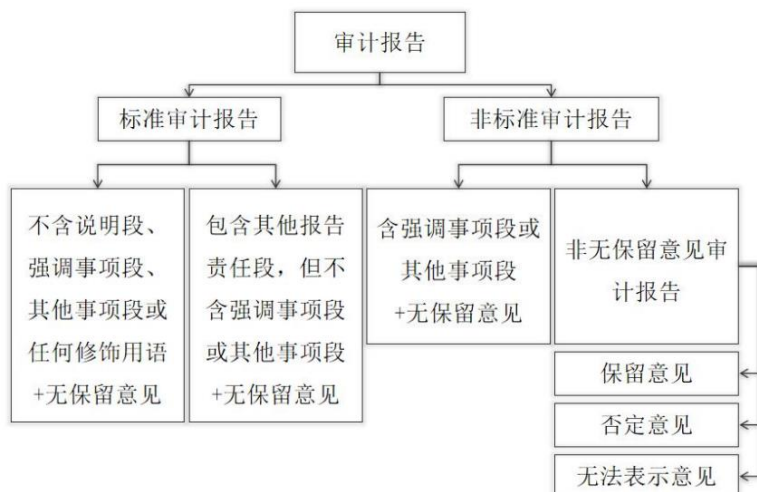 审计报告
标准审计报告
非标准审计报告
不含说明段、
强调事项段、
其他事项段或
任何修饰用语
+无保留意见
包含其他报告
责任段，但不
含强调事项段
或其他事项段
+无保留意见
含强调事项段或
其他事项段
+无保留意见
非无保留意见审
计报告
保留意见
否定意见
无法表示意见